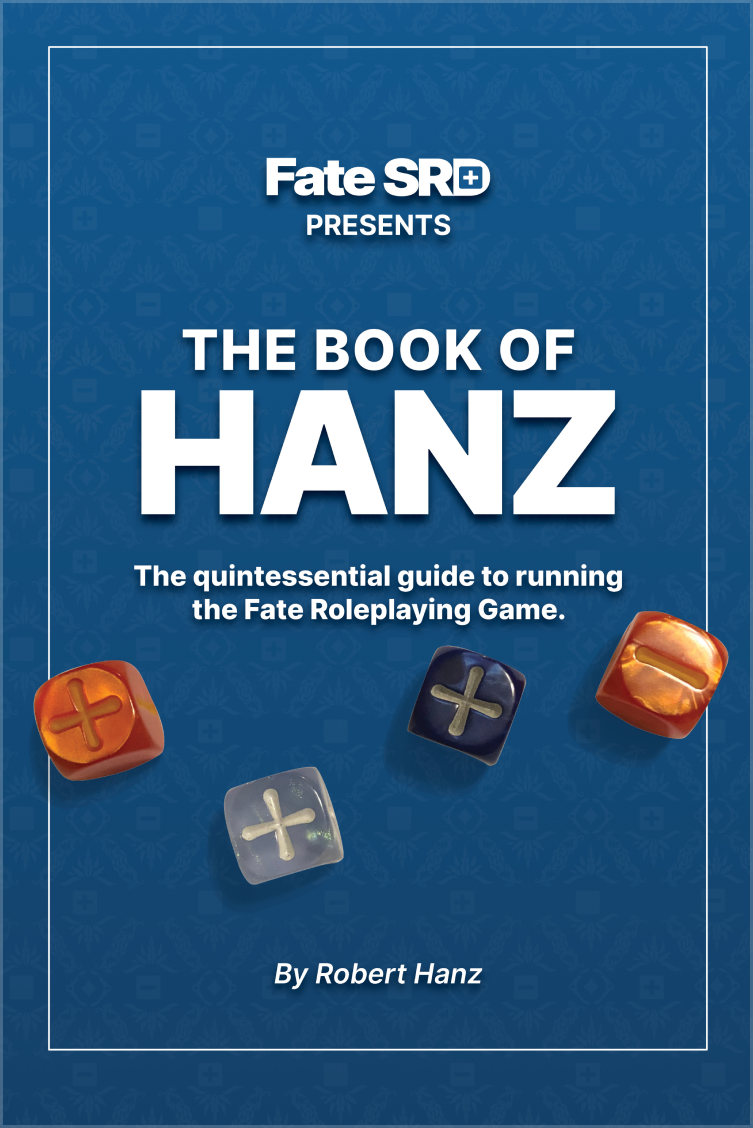 Fate SRD
PRESENTS
THE BOOK OF
HANZ
The quintessential guide to running
the Fate Roleplaying Game.
By Robert Hanz